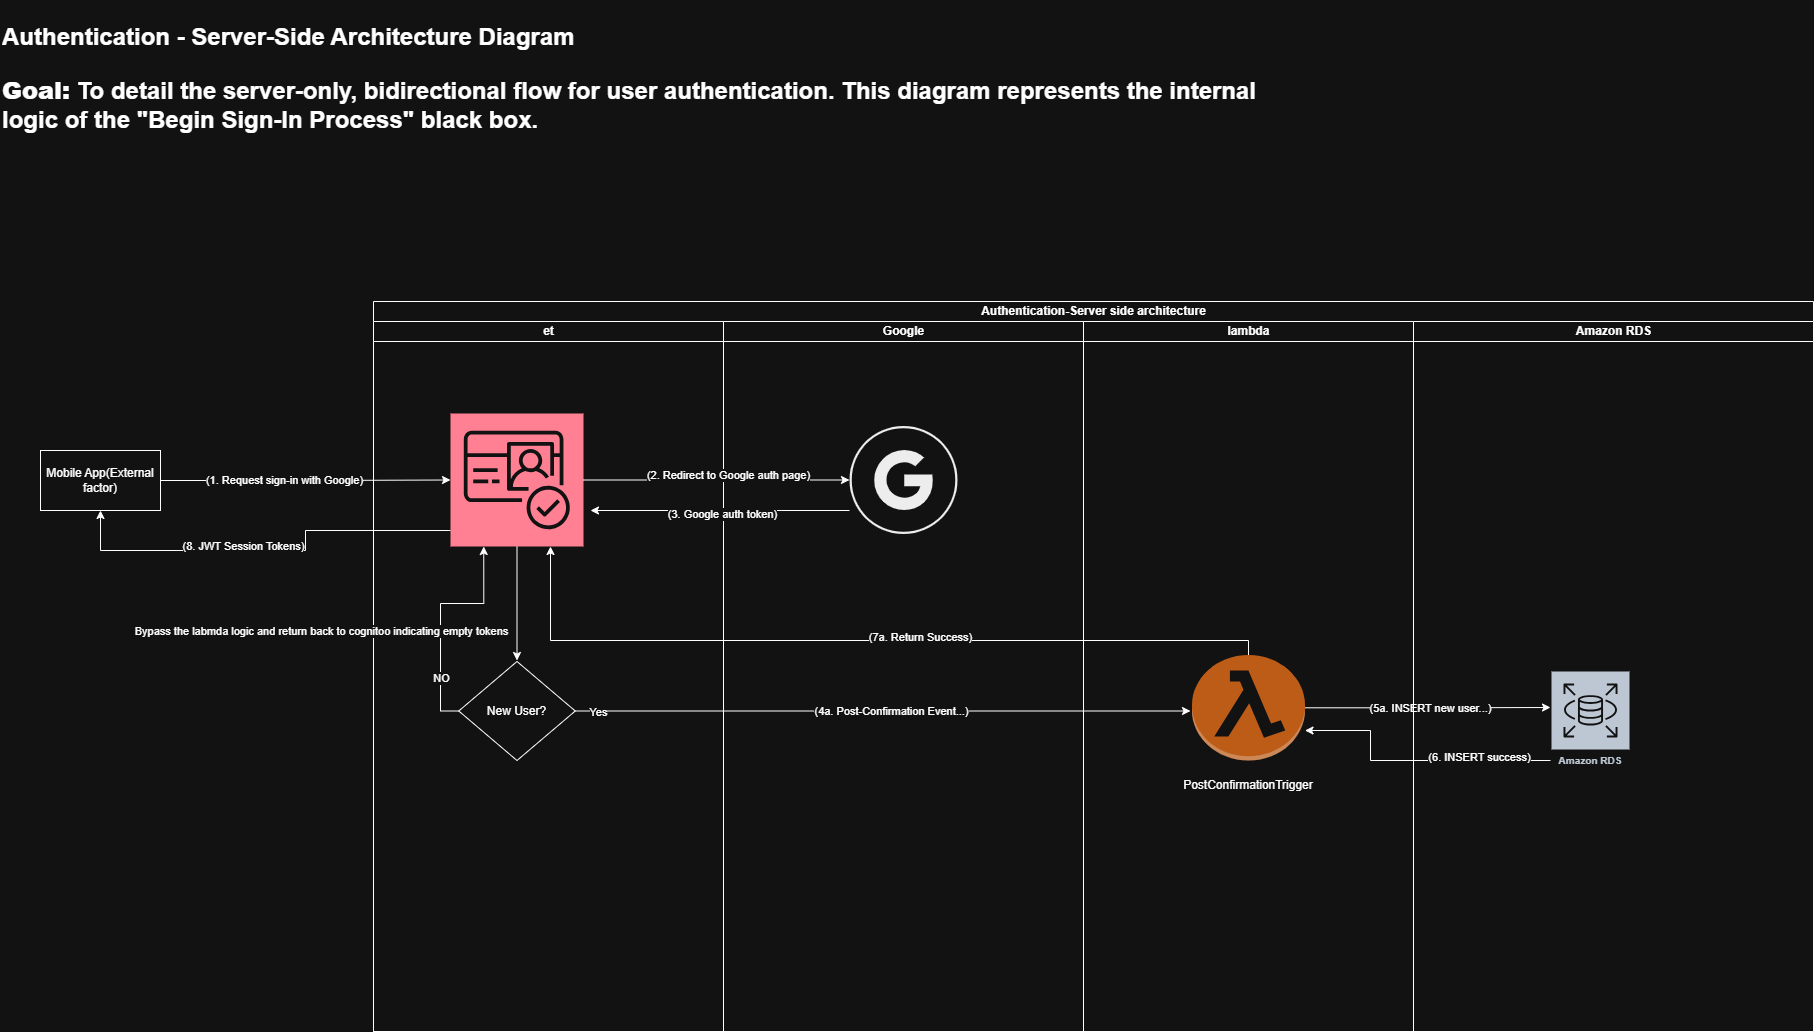 Authentication - Server-Side Architecture Diagram
Goal: To detail the server-only, bidirectional flow for user authentication. This diagram represents the internal
logic of the "Begin Sign-In Process" black box.
Authentication-Server side architecture
et
Google
lambda
Amazon RDS
Mobile App(External
factor)
(1. Request sign-in with Google)
(2. Redirect to Google auth page)
(3. Google auth token)
(8. JWT Session Tokens)
Bypass the labmda logic and return back to cognitoo indicating empty tokens
(7a. Return Success)
NO
New User?
Yes
(4a. Post-Confirmation Event...)
(5a. INSERT new user...)
(6. INSERT success)
Amazon RDS
PostConfirmationTrigger